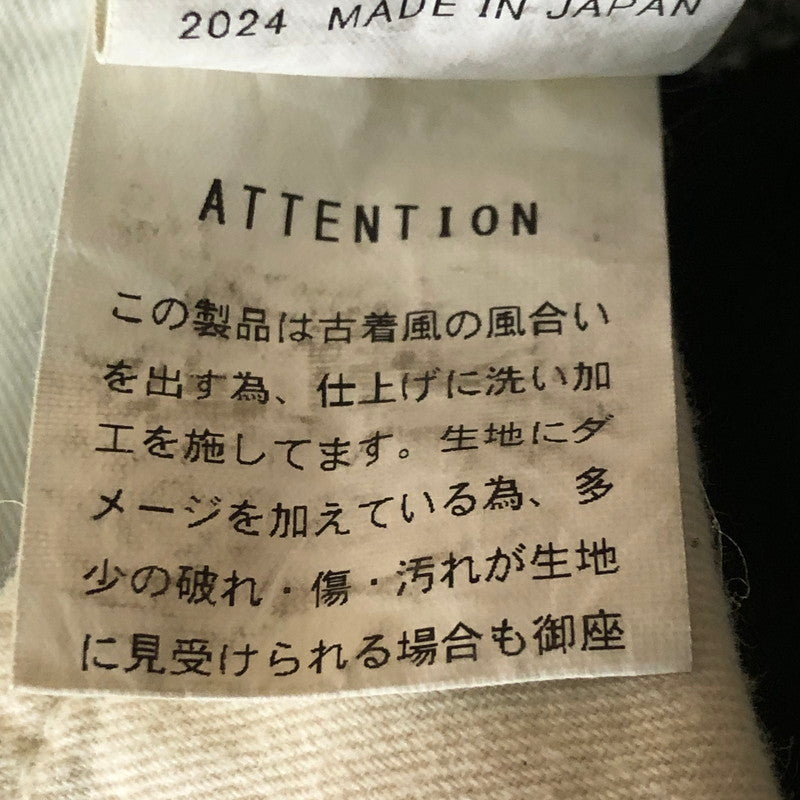 2024 MADE IN JAPAN
ATTENTION
この製品は古着風の風合い
を出す為、仕上げに洗い加
工を施してます。生地にダ
メージを加えている為、多
少の破れ・傷・汚れが生地
に見受けられる場合も御座